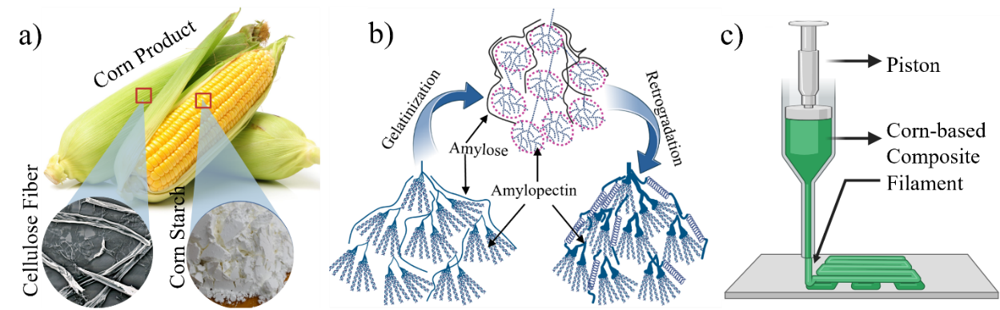 a)
Corn Product
Cellulose Fiber
Corn Starch
b)
Gelatinization
Retrogradation
Amylose
Amylopectin
c)
Piston
Corn-based
Composite
Filament